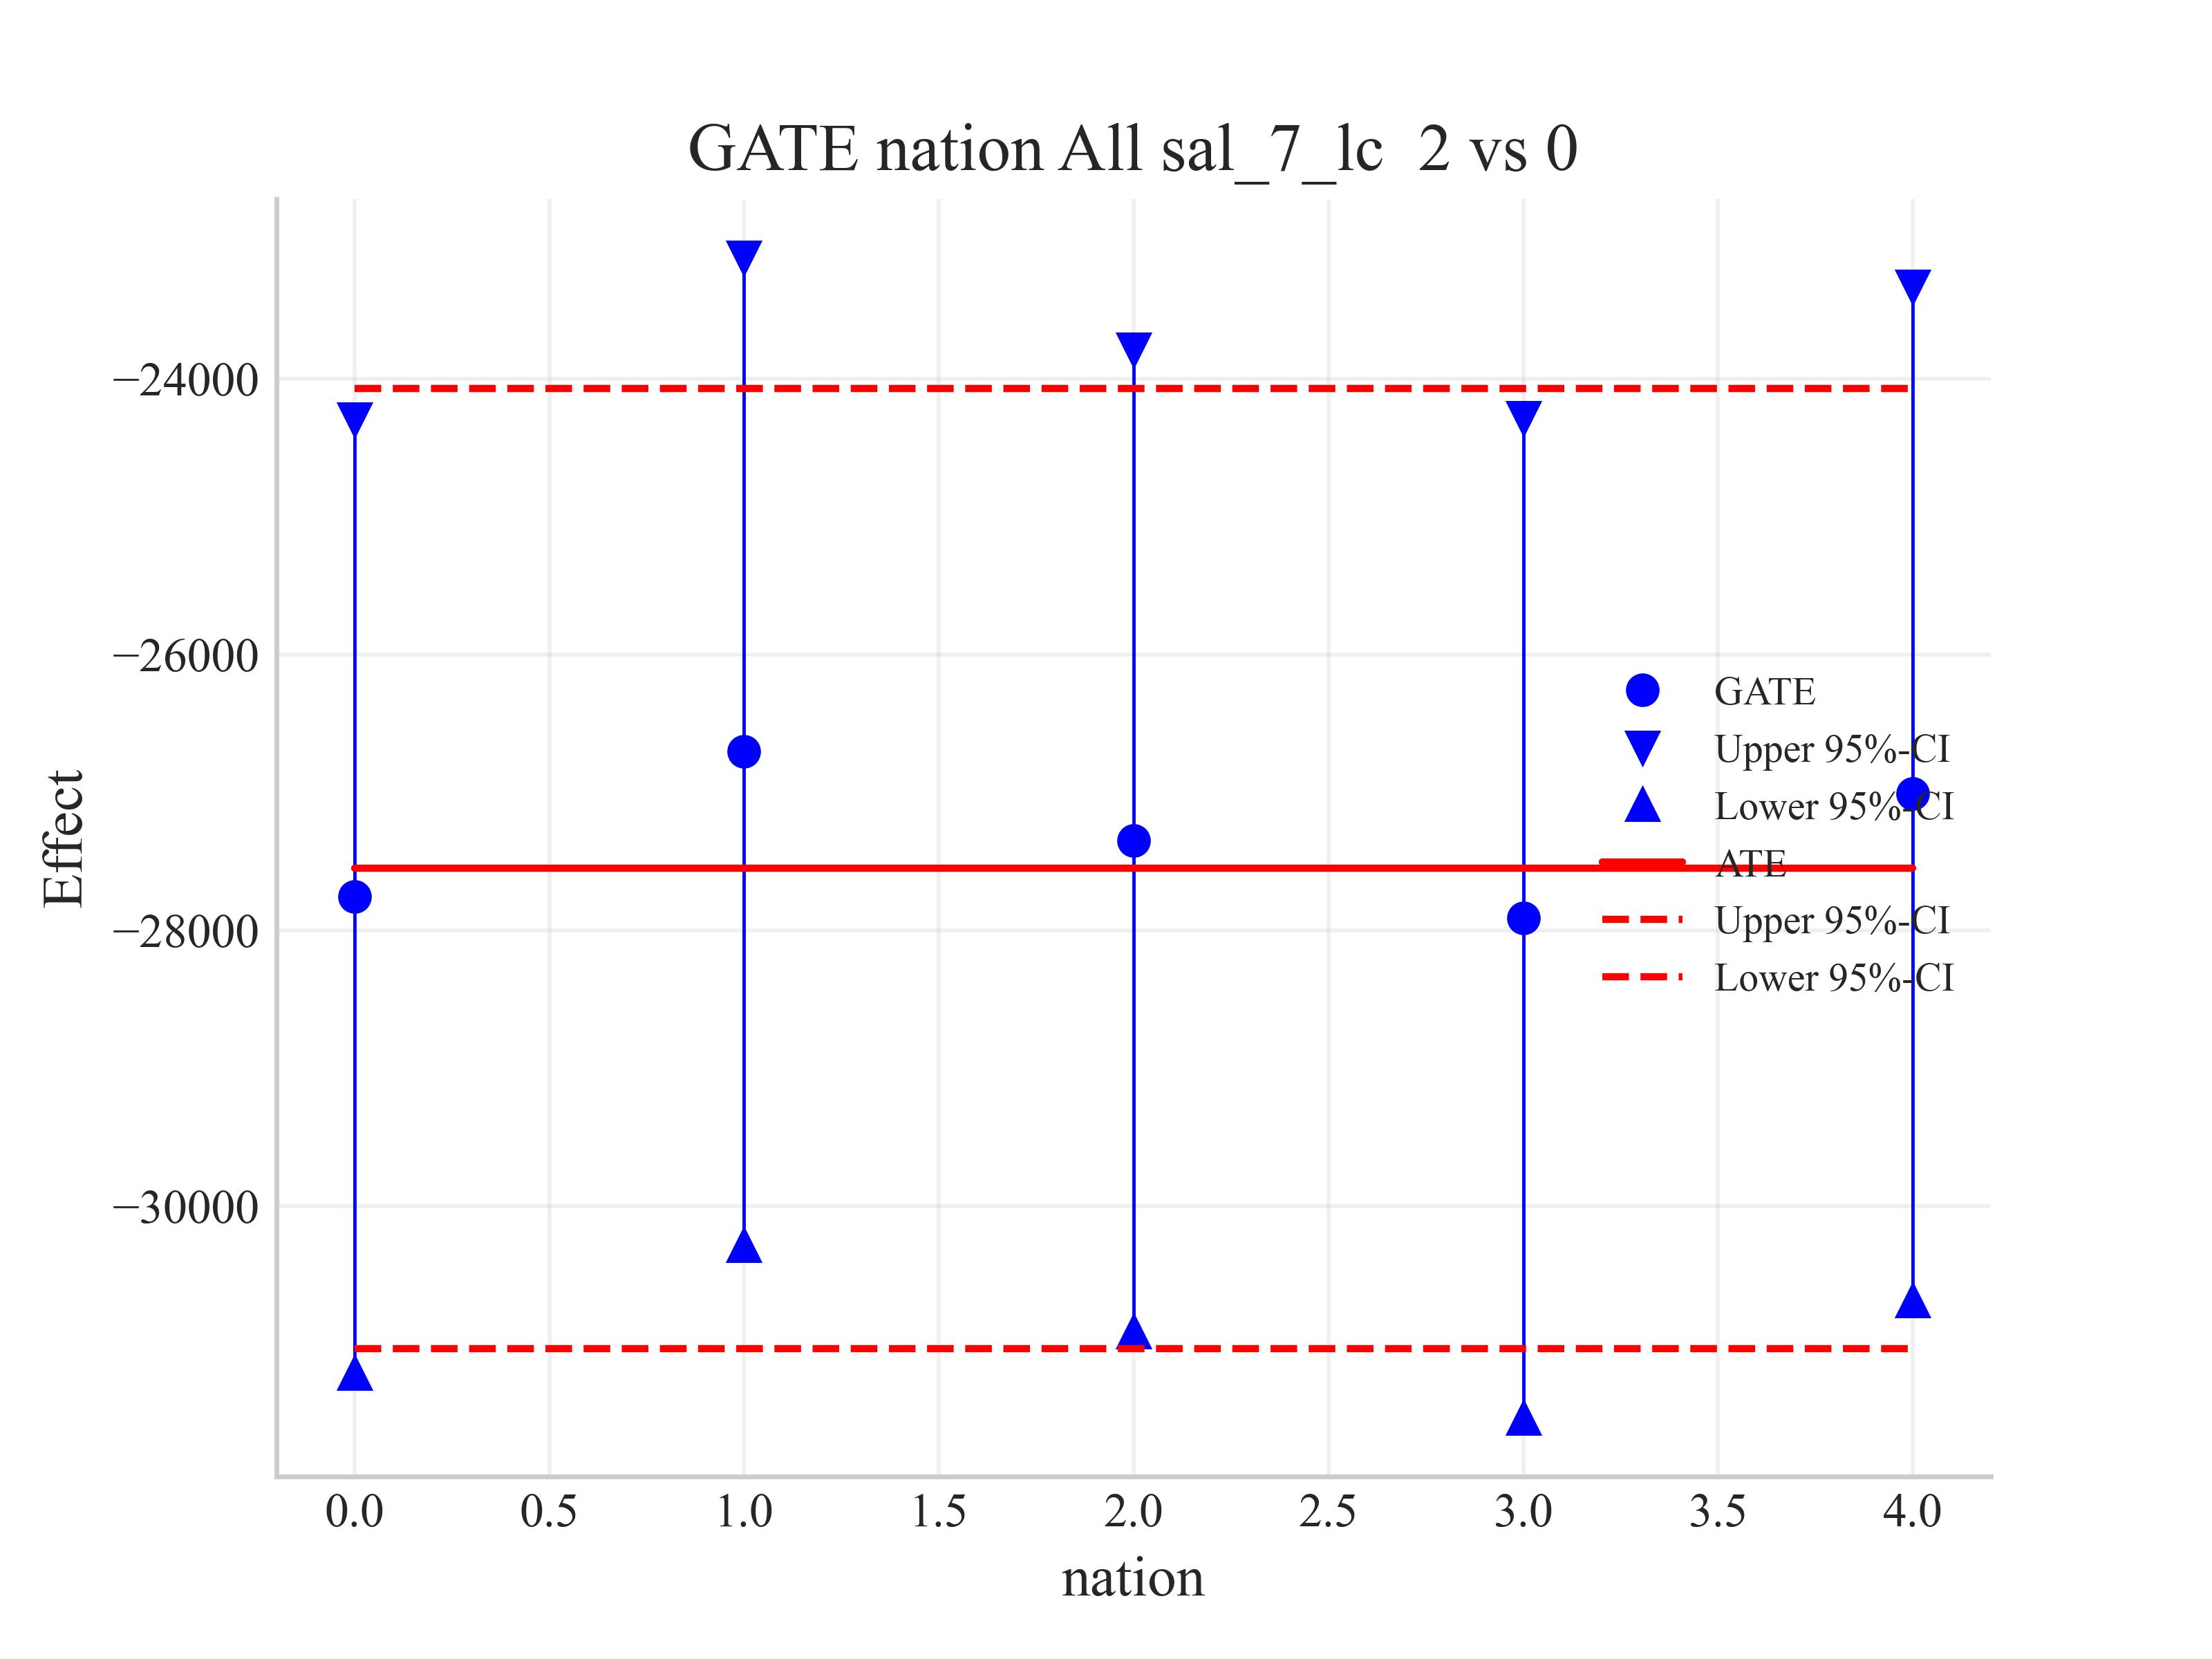 GATE nation All sal_7_lc  2 vs 0
Effect
−24000
−26000
−28000
−30000
GATE
Upper 95%-CI
Lower 95%-CI
ATE
Upper 95%-CI
Lower 95%-CI
0.0 0.5 1.0 1.5 2.0 2.5 3.0 3.5 4.0
nation